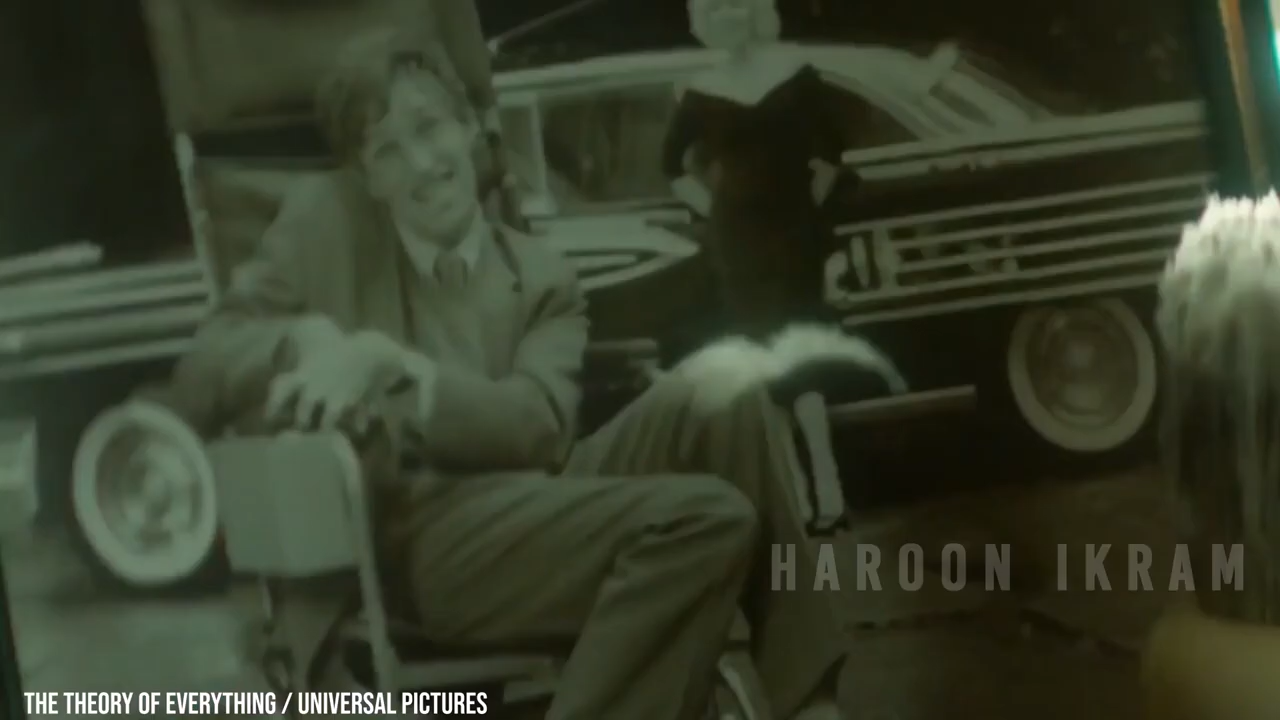 HAROON IKRAM
THE THEORY OF EVERYTHING / UNIVERSAL PICTURES